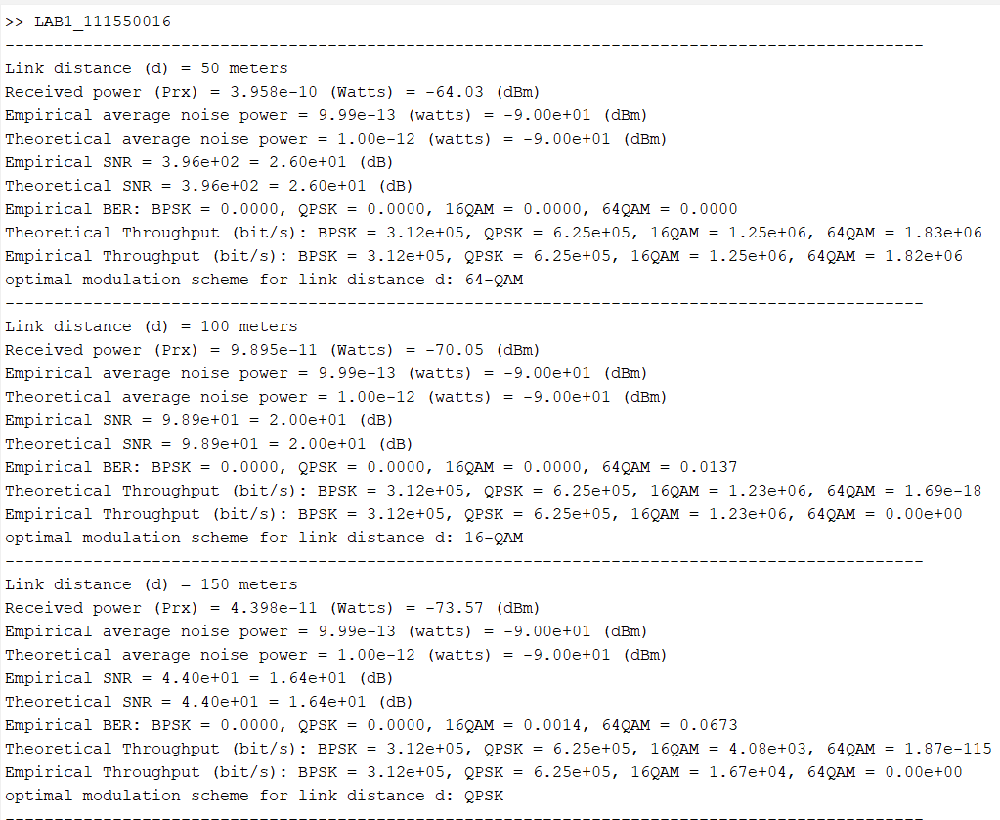 >> LAB1_111550016
----------------------------------------------------------------------------------------------
Link distance (d) = 50 meters
Received power (Prx) = 3.958e-10 (Watts) = -64.03 (dBm)
Empirical average noise power = 9.99e-13 (watts) = -9.00e+01 (dBm)
Theoretical average noise power = 1.00e-12 (watts) = -9.00e+01 (dBm)
Empirical SNR = 3.96e+02 = 2.60e+01 (dB)
Theoretical SNR = 3.96e+02 = 2.60e+01 (dB)
Empirical BER: BPSK = 0.0000, QPSK = 0.0000, 16QAM = 0.0000, 64QAM = 0.0000
Theoretical Throughput (bit/s): BPSK = 3.12e+05, QPSK = 6.25e+05, 16QAM = 1.25e+06, 64QAM = 1.83e+06
Empirical Throughput (bit/s): BPSK = 3.12e+05, QPSK = 6.25e+05, 16QAM = 1.25e+06, 64QAM = 1.82e+06
optimal modulation scheme for link distance d: 64-QAM
----------------------------------------------------------------------------------------------
Link distance (d) = 100 meters
Received power (Prx) = 9.895e-11 (Watts) = -70.05 (dBm)
Empirical average noise power = 9.99e-13 (watts) = -9.00e+01 (dBm)
Theoretical average noise power = 1.00e-12 (watts) = -9.00e+01 (dBm)
Empirical SNR = 9.89e+01 = 2.00e+01 (dB)
Theoretical SNR = 9.89e+01 = 2.00e+01 (dB)
Empirical BER: BPSK = 0.0000, QPSK = 0.0000, 16QAM = 0.0000, 64QAM = 0.0137
Theoretical Throughput (bit/s): BPSK = 3.12e+05, QPSK = 6.25e+05, 16QAM = 1.23e+06, 64QAM = 1.69e-18
Empirical Throughput (bit/s): BPSK = 3.12e+05, QPSK = 6.25e+05, 16QAM = 1.23e+06, 64QAM = 0.00e+00
optimal modulation scheme for link distance d: 16-QAM
----------------------------------------------------------------------------------------------
Link distance (d) = 150 meters
Received power (Prx) = 4.398e-11 (Watts) = -73.57 (dBm)
Empirical average noise power = 9.99e-13 (watts) = -9.00e+01 (dBm)
Theoretical average noise power = 1.00e-12 (watts) = -9.00e+01 (dBm)
Empirical SNR = 4.40e+01 = 1.64e+01 (dB)
Theoretical SNR = 4.40e+01 = 1.64e+01 (dB)
Empirical BER: BPSK = 0.0000, QPSK = 0.0000, 16QAM = 0.0014, 64QAM = 0.0673
Theoretical Throughput (bit/s): BPSK = 3.12e+05, QPSK = 6.25e+05, 16QAM = 4.08e+03, 64QAM = 1.87e-115
Empirical Throughput (bit/s): BPSK = 3.12e+05, QPSK = 6.25e+05, 16QAM = 1.67e+04, 64QAM = 0.00e+00
optimal modulation scheme for link distance d: QPSK
----------------------------------------------------------------------------------------------